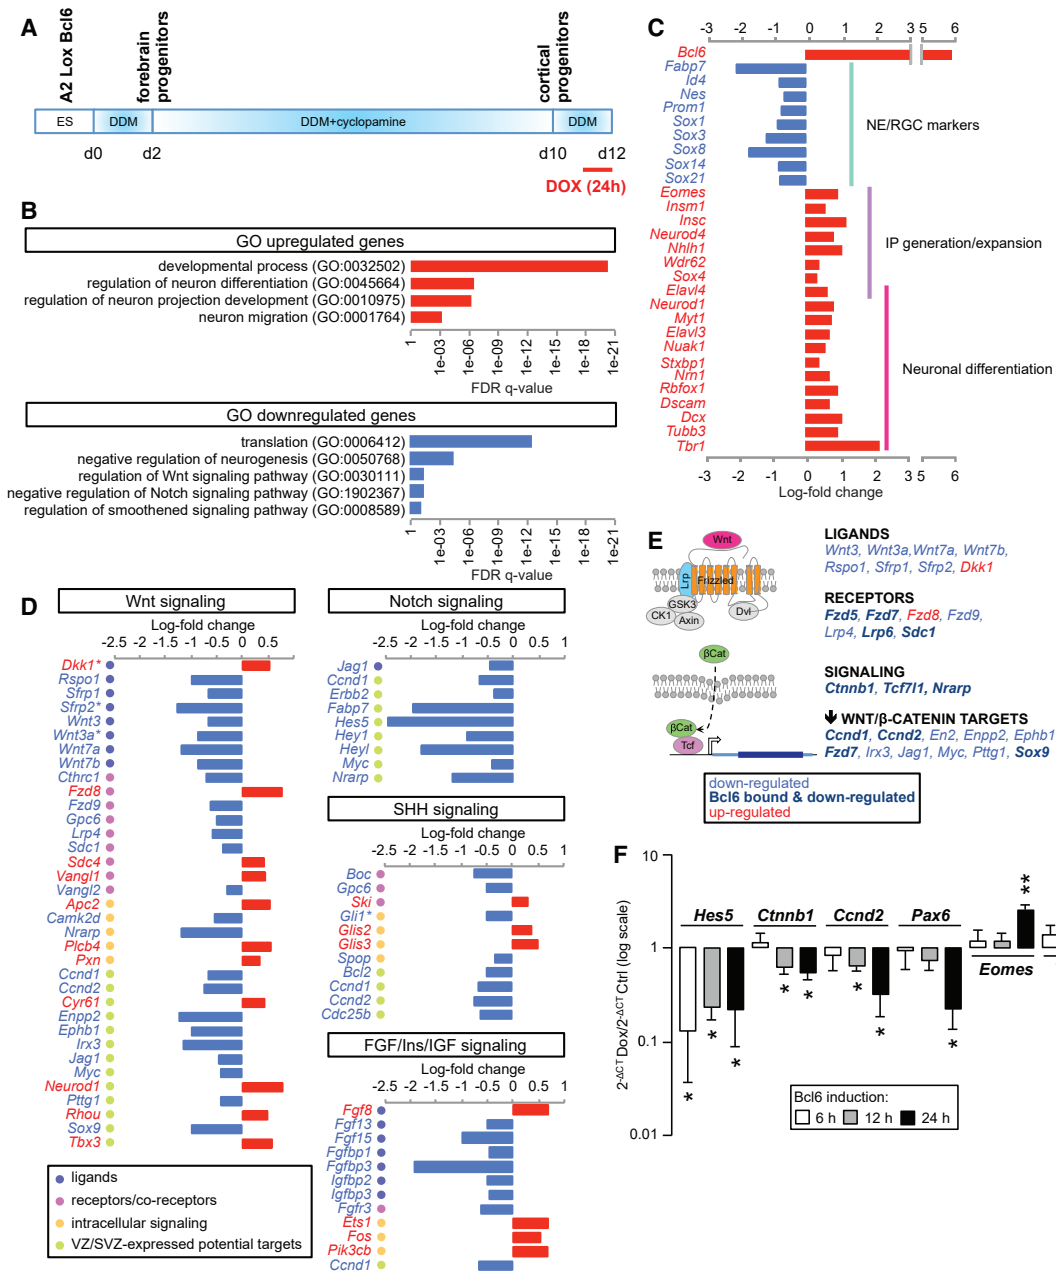 A
A2 Lox Bcl6
forebrain
progenitors
cortical
progenitors
ES
DDM
DDM+cyclopamine
DDM
d0
d2
d10
d12
DOX (24h)
B
GO upregulated genes
developmental process (GO:0032502)
regulation of neuron differentiation (GO:0045664)
regulation of neuron projection development (GO:0010975)
neuron migration (GO:0001764)
1
1e-03
1e-06
1e-09
1e-12
1e-15
1e-18
1e-21
FDR q-value
GO downregulated genes
translation (GO:0006412)
negative regulation of neurogenesis (GO:0050768)
regulation of Wnt signaling pathway (GO:0030111)
negative regulation of Notch signaling pathway (GO:1902367)
regulation of smoothened signaling pathway (GO:0008589)
1
1e-03
1e-06
1e-09
1e-12
1e-15
1e-18
1e-21
FDR q-value
C
-3 -2 -1 0 1 2 3 5 6
Bcl6
Fabp7
Id4
Nes
Prom1
Sox1
Sox3
Sox8
Sox14
Sox21
Eomes
Insm1
Insc
Neurod4
Nhlh1
Wdr62
Sox4
Elavl4
Neurod1
Myt1
Elavl3
Nuak1
Stxbp1
Nrn1
Rbfox1
Dscam
Dcx
Tubb3
Tbr1
NE/RGC markers
IP generation/expansion
Neuronal differentiation
-3 -2 -1 0 1 2 3 5 6
Log-fold change
D
Wnt signaling
Log-fold change
-2.5 -2 -1.5 -1 -0.5 0 0.5
Dkk1*
Rspo1
Sfrp1
Sfrp2*
Wnt3
Wnt3a*
Wnt7a
Wnt7b
Cthrc1
Fzd8
Fzd9
Gpc6
Lrp4
Sdc1
Sdc4
Vangl1
Vangl2
Apc2
Camk2d
Nrarp
Plcb4
Pxn
Ccnd1
Ccnd2
Cyr61
Enpp2
Ephb1
Irx3
Jag1
Myc
Neurod1
Pttg1
Rhou
Sox9
Tbx3
ligands
receptors/co-receptors
intracellular signaling
VZ/SVZ-expressed potential targets
Notch signaling
Log-fold change
-2.5 -2 -1.5 -1 -0.5 0 0.5 1
Jag1
Ccnd1
Erbb2
Fabp7
Hes5
Hey1
Heyl
Myc
Nrarp
SHH signaling
Log-fold change
-2.5 -2 -1.5 -1 -0.5 0 0.5 1
Boc
Gpc6
Ski
Gli1*
Glis2
Glis3
Spop
Bcl2
Ccnd1
Ccnd2
Cdc25b
FGF/Ins/IGF signaling
Log-fold change
-2.5 -2 -1.5 -1 -0.5 0 0.5 1
Fgf8
Fgf13
Fgf15
Fgfbp1
Fgfbp3
Igfbp2
Igfbp3
Fgfr3
Ets1
Fos
Pik3cb
Ccnd1
E
Wnt
Lrp
Frizzled
GSK3
CK1
Axin
Dvl
βCat
βCat
Tcf
LIGANDS
Wnt3, Wnt3a,Wnt7a, Wnt7b,
Rspo1, Sfrp1, Sfrp2, Dkk1
RECEPTORS
Fzd5, Fzd7, Fzd8, Fzd9,
Lrp4, Lrp6, Sdc1
SIGNALING
Ctnnb1, Tcf7l1, Nrarp
WNT/β-CATENIN TARGETS
Ccnd1, Ccnd2, En2, Enpp2, Ephb1
Fzd7, Irx3, Jag1, Myc, Pttg1, Sox9
down-regulated
Bcl6 bound & down-regulated
up-regulated
F
2-ΔCT Dox/2-ΔCT Ctrl (log scale)
10
1
0.1
0.01
Hes5
Ctnnb1
Ccnd2
Pax6
Eomes
*
*
*
*
*
*
*
*
**
Bcl6 induction:
6 h 12 h 24 h